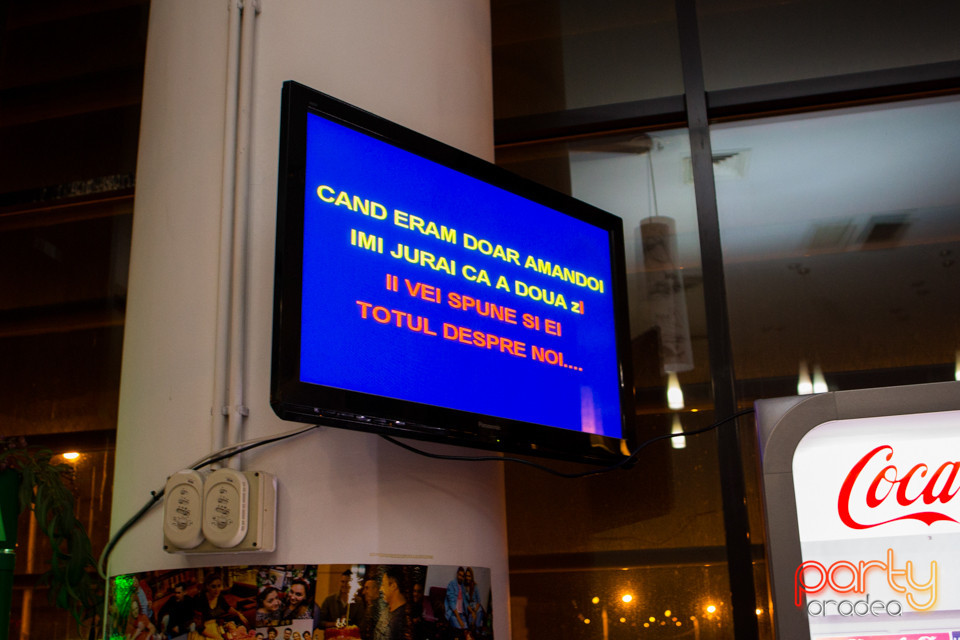 CAND ERAM DOAR AMANDOI
IMI JURAI CA A DOUA zI
II VEI SPUNE SI EI
TOTUL DESPRE NOI....
Panasonic
Coca
party
oradea